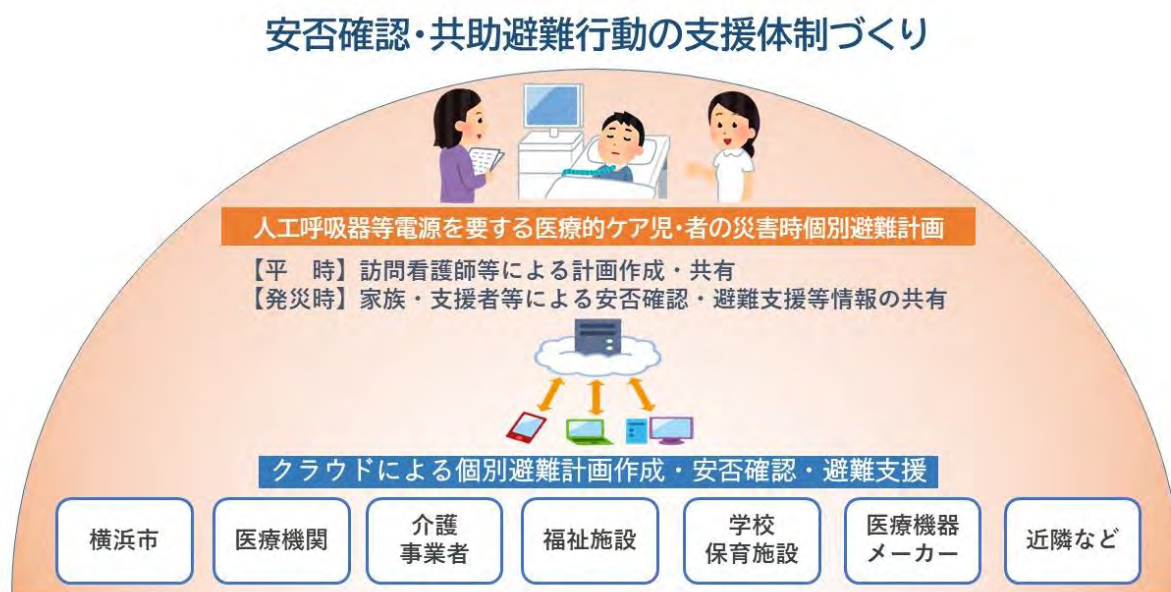 安否確認・共助避難行動の支援体制づくり
人工呼吸器等電源を要する医療的ケア児・者の災害時個別避難計画
【平　時】訪問看護師等による計画作成・共有
【発災時】家族・支援者等による安否確認・避難支援等情報の共有
クラウドによる個別避難計画作成・安否確認・避難支援
横浜市
医療機関
介護
事業者
福祉施設
学校
保育施設
医療機器
メーカー
近隣など